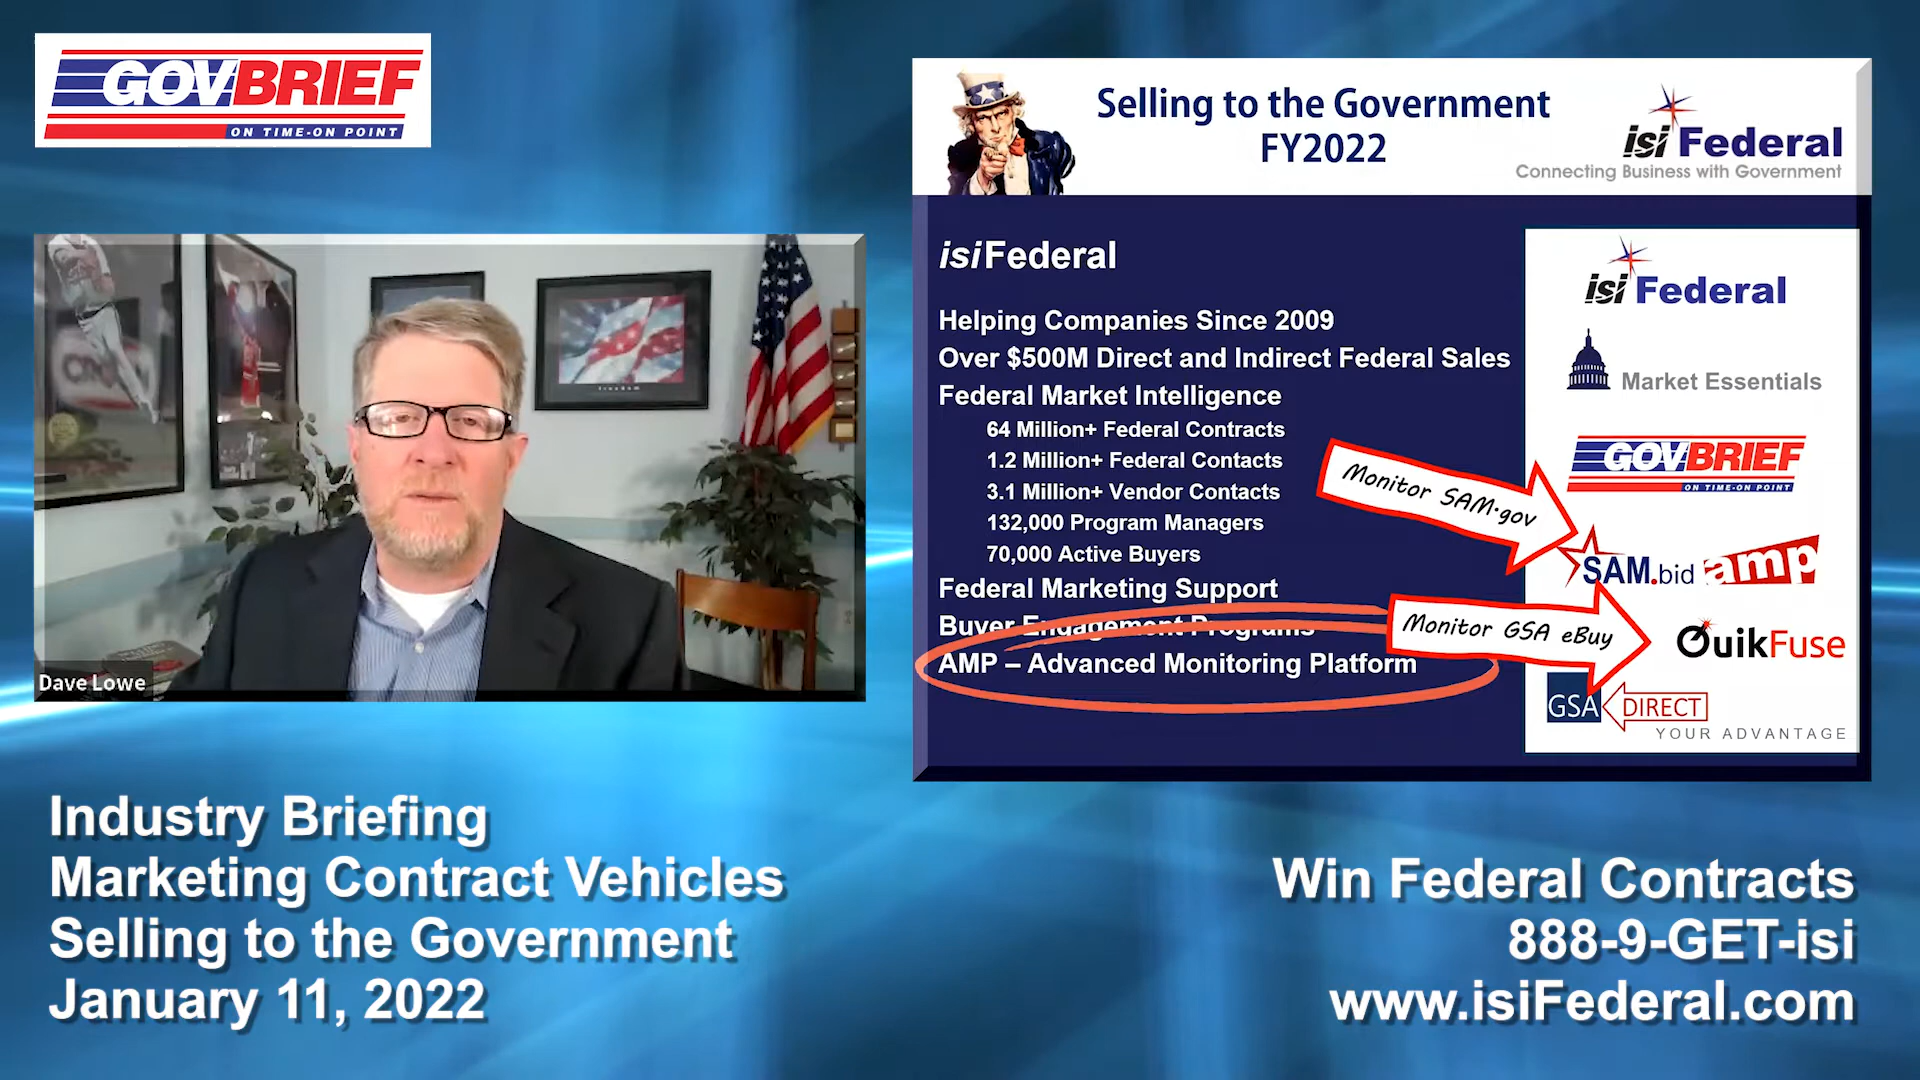 GOVBRIEF
ON TIME-ON POINT
Dave Lowe
Industry Briefing
Marketing Contract Vehicles
Selling to the Government
January 11, 2022
Selling to the Government
FY2022
isiFederal
Connecting Business with Government
isiFederal
Helping Companies Since 2009
Over $500M Direct and Indirect Federal Sales
Federal Market Intelligence
64 Million+ Federal Contracts
1.2 Million+ Federal Contacts
3.1 Million+ Vendor Contacts
132,000 Program Managers
70,000 Active Buyers
Federal Marketing Support
Buyer Engagement Programs
AMP – Advanced Monitoring Platform
Monitor SAM.gov
Monitor GSA eBuy
isiFederal
Market Essentials
GOVBRIEF
ON TIME-ON POINT
SAM.bid amp
QuikFuse
GSA DIRECT
YOUR ADVANTAGE
Win Federal Contracts
888-9-GET-isi
www.isiFederal.com